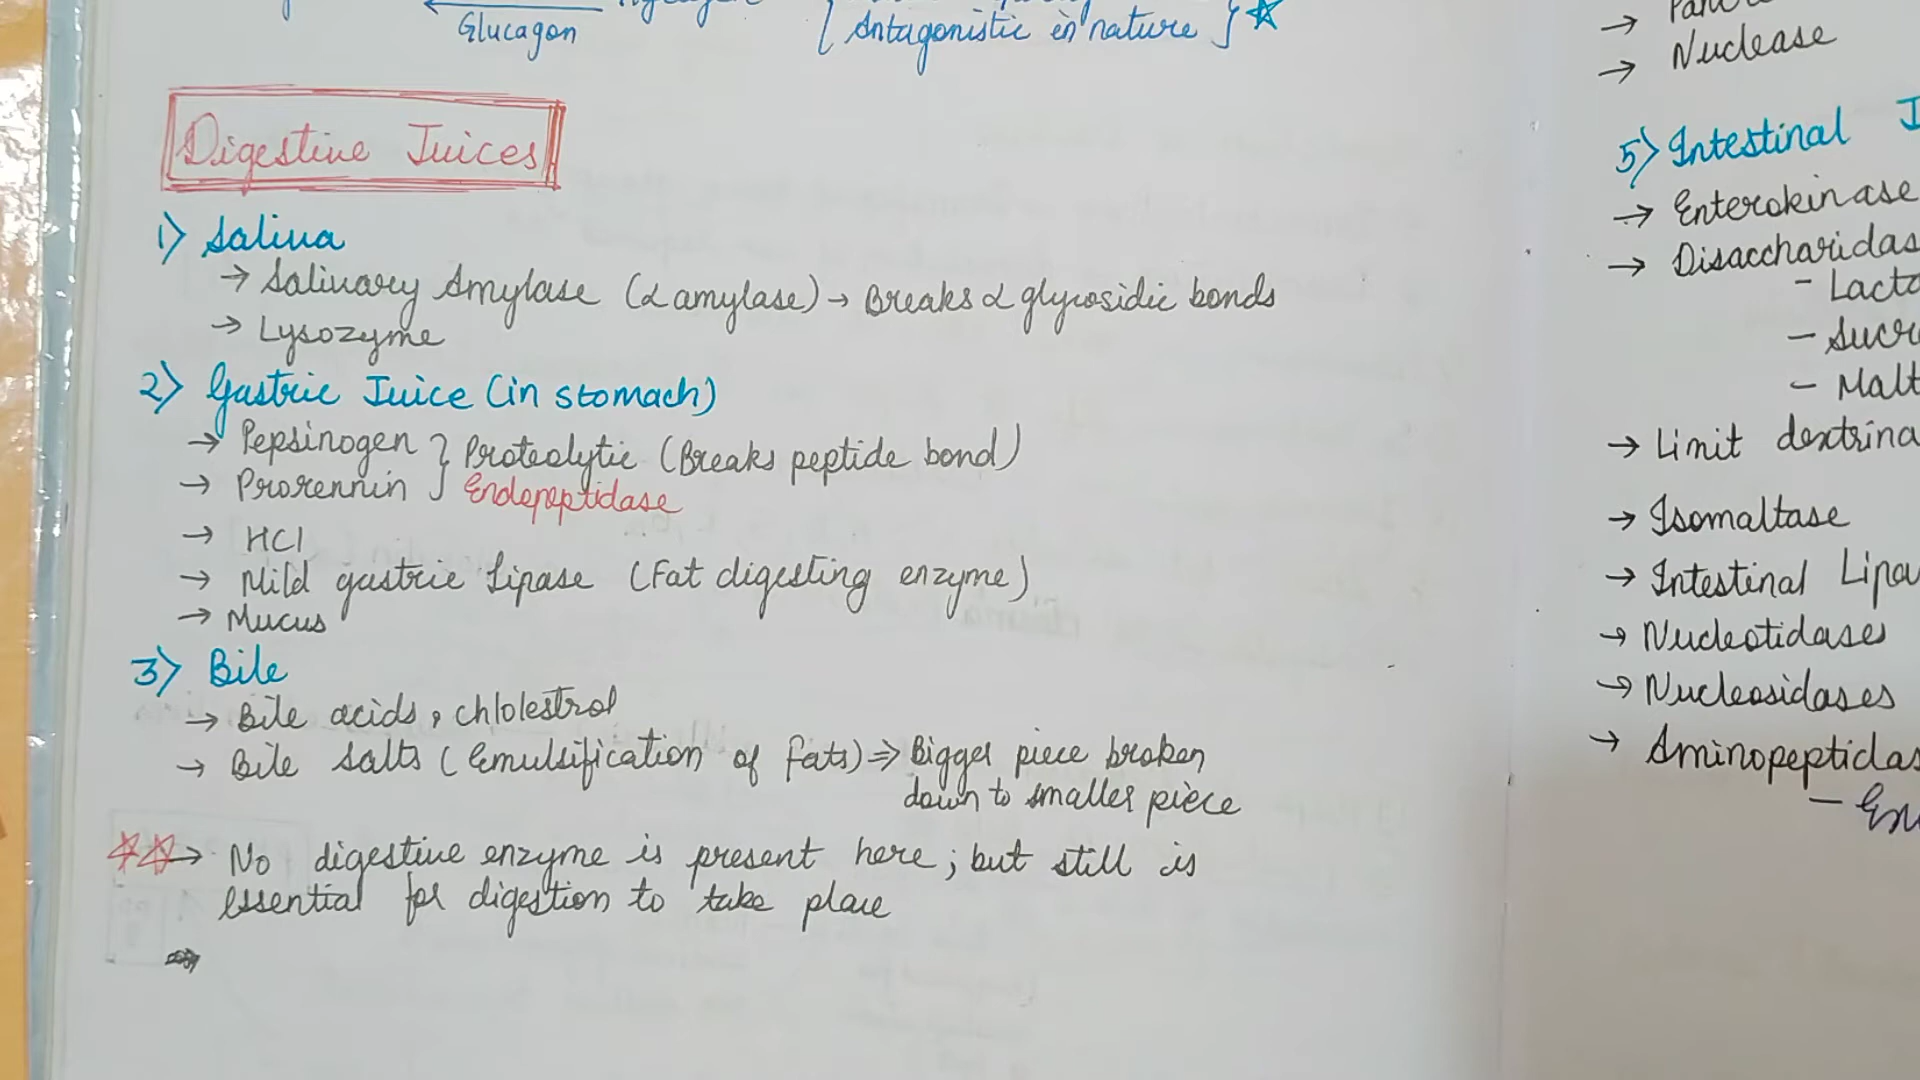 Glucagon
[ Antagonistic in nature ]
Digestive Juices
1) Saliva
→ Salivary Amylase (α amylase) → Breaks α glycosidic bonds
→ Lysozyme
2) Gastric Juice (in stomach)
→ Pepsinogen } Proteolytic (Breaks peptide bond)
→ Prorennin } Endopeptidase
→ HCl
→ Mild gastric Lipase (Fat digesting enzyme)
→ Mucus
3) Bile
→ Bile acids, chlolestrol
→ Bile salts (Emulsification of fats) ⇒ Bigger piece broken
down to smaller piece
→ No digestive enzyme is present here; but still is
essential for digestion to take place
→ Nuclease
5) Intestinal J
→ Enterokinase
→ Disaccharidas
- Lacto
- Sucr
- Malt
→ Limit dextrina
→ Isomaltase
→ Intestinal Lipa
→ Nucleotidases
→ Nucleosidases
→ Aminopeptidas